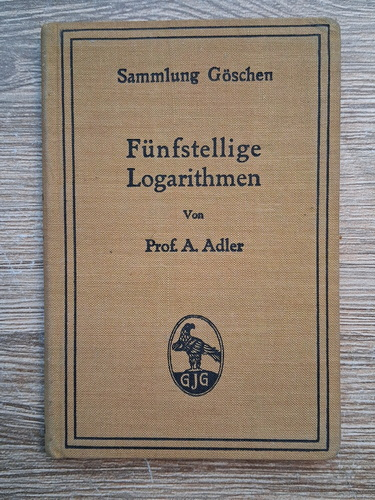 Sammlung Göschen
Fünfstellige
Logarithmen
Von
Prof. A. Adler
GJG